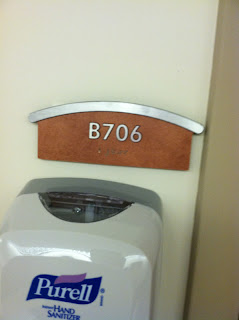 B706
Purell
HAND
SANITIZER